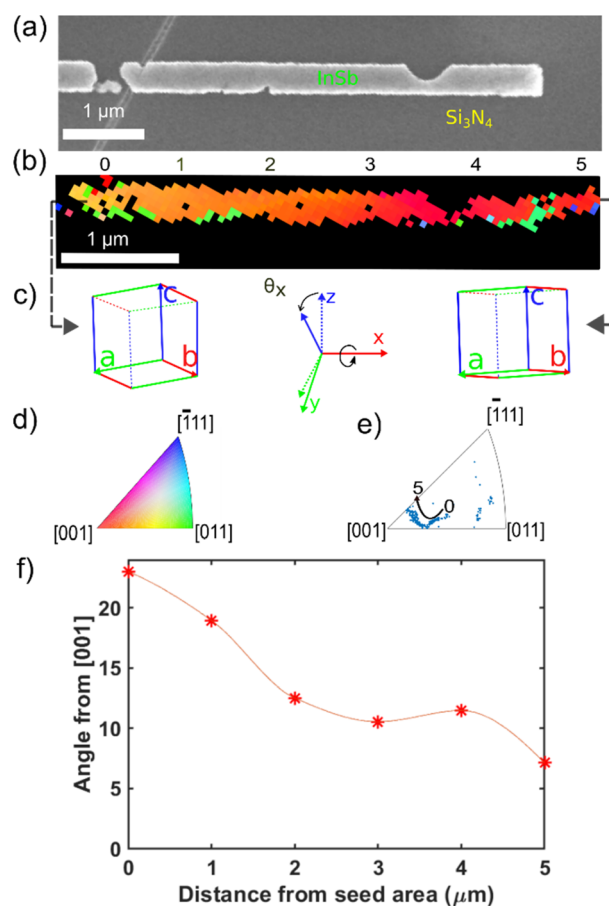 (a)
InSb
Si3N4
1 μm
(b)
0 1 2 3 4 5
1 μm
c)
θx
z
x
y
a
b
c
a
b
c
d)
[1̄11]
[001]
[011]
e)
[1̄11]
5
0
[001]
[011]
f)
Angle from [001]
20
15
10
5
0
0 1 2 3 4 5
Distance from seed area (μm)